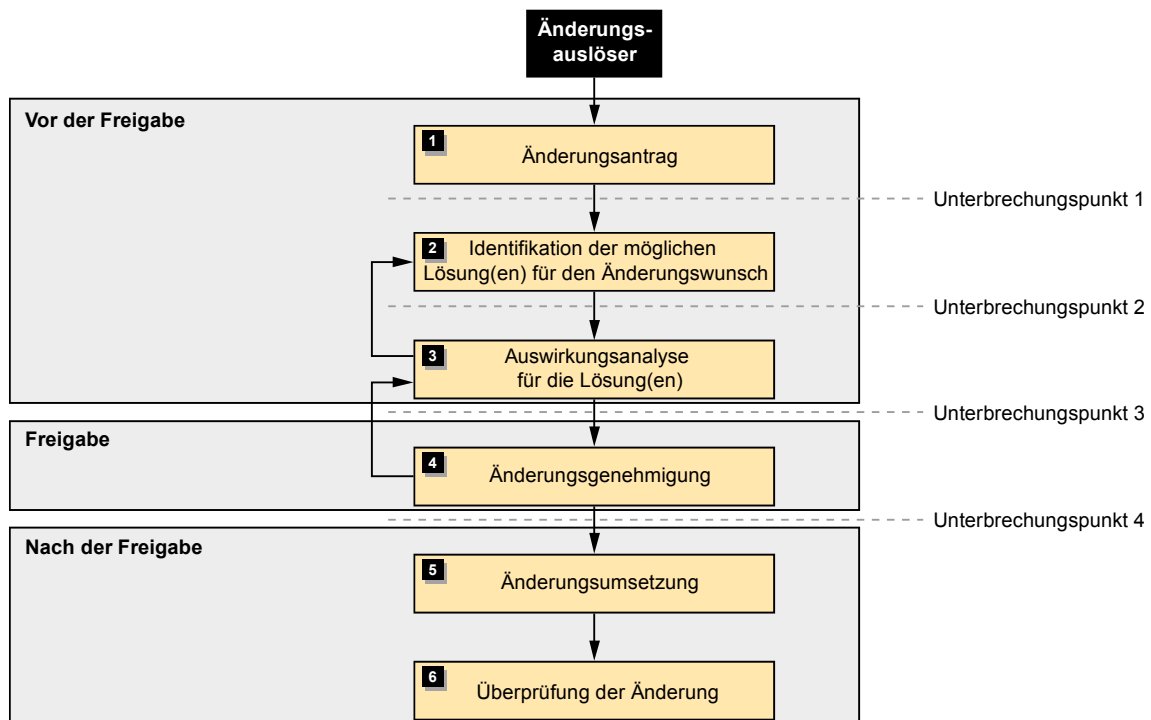 Änderungs-
auslöser
Vor der Freigabe
1
Änderungsantrag
Unterbrechungspunkt 1
2
Identifikation der möglichen
Lösung(en) für den Änderungswunsch
Unterbrechungspunkt 2
3
Auswirkungsanalyse
für die Lösung(en)
Unterbrechungspunkt 3
Freigabe
4
Änderungsgenehmigung
Unterbrechungspunkt 4
Nach der Freigabe
5
Änderungsumsetzung
6
Überprüfung der Änderung